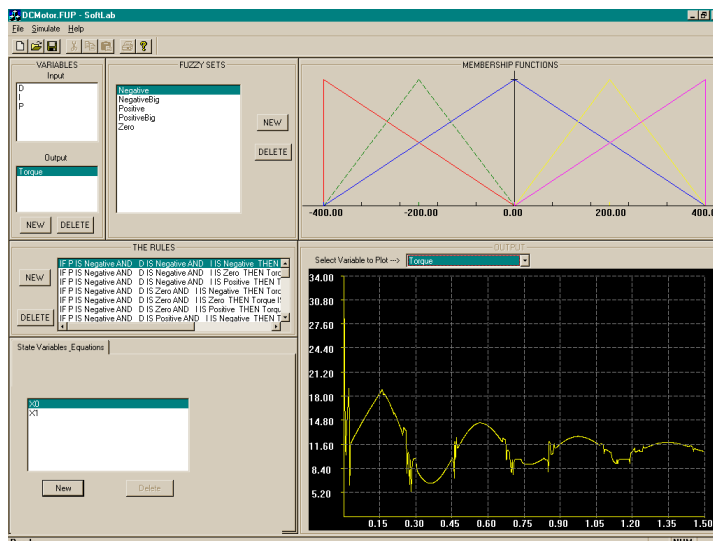 DCMotor.FUP - SoftLab
File Simulate Help
VARIABLES
Input
D
I
P
Output
Torque
NEW DELETE
FUZZY SETS
Negative
NegativeBig
Positive
PositiveBig
Zero
NEW
DELETE
MEMBERSHIP FUNCTIONS
-400.00 -200.00 0.00 200.00 400.
THE RULES
NEW
DELETE
IF P IS Negative AND D IS Negative AND I IS Negative THEN
IF P IS Negative AND D IS Negative AND I IS Zero THEN Torc
IF P IS Negative AND D IS Negative AND I IS Positive THEN T
IF P IS Negative AND D IS Zero AND I IS Negative THEN Torc
IF P IS Negative AND D IS Zero AND I IS Zero THEN Torque I
IF P IS Negative AND D IS Zero AND I IS Positive THEN Torqu
IF P IS Negative AND D IS Positive AND I IS Negative THEN T
State Variables_Equations
X0
X1
New Delete
OUTPUT
Select Variable to Plot ---> Torque
34.00
30.80
27.60
24.40
21.20
18.00
14.80
11.60
8.40
5.20
0.15 0.30 0.45 0.60 0.75 0.90 1.05 1.20 1.35 1.50